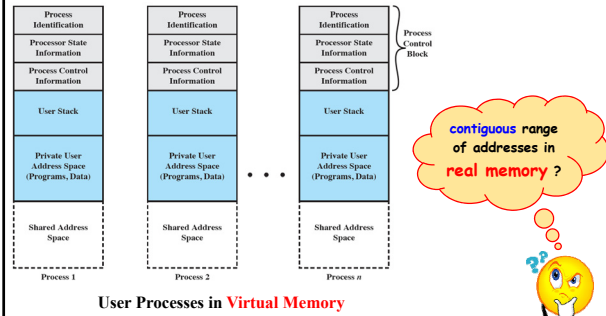 Process
Identification
Processor State
Information
Process Control
Information
User Stack
Private User
Address Space
(Programs, Data)
Shared Address
Space
Process 1
Process
Identification
Processor State
Information
Process Control
Information
User Stack
Private User
Address Space
(Programs, Data)
Shared Address
Space
Process 2
• • •
Process
Identification
Processor State
Information
Process Control
Information
User Stack
Private User
Address Space
(Programs, Data)
Shared Address
Space
Process n
Process
Control
Block
contiguous range
of addresses in
real memory ?
??
User Processes in Virtual Memory